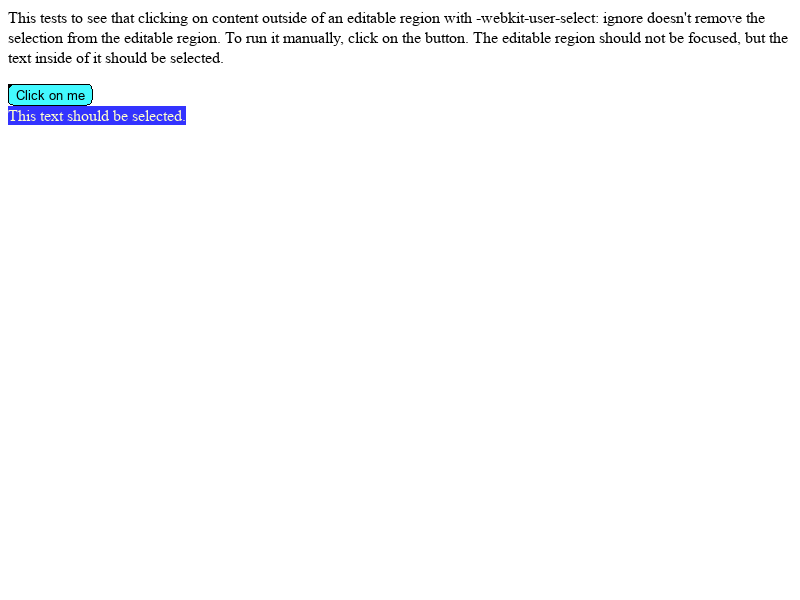 This tests to see that clicking on content outside of an editable region with -webkit-user-select: ignore doesn't remove the
selection from the editable region. To run it manually, click on the button. The editable region should not be focused, but the
text inside of it should be selected.
Click on me
This text should be selected.